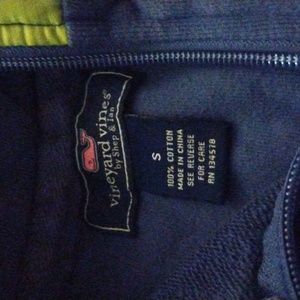 vineyard vines®
by Shep & Ian
S
100% COTTON
MADE IN CHINA
SEE REVERSE
FOR CARE
RN 134578